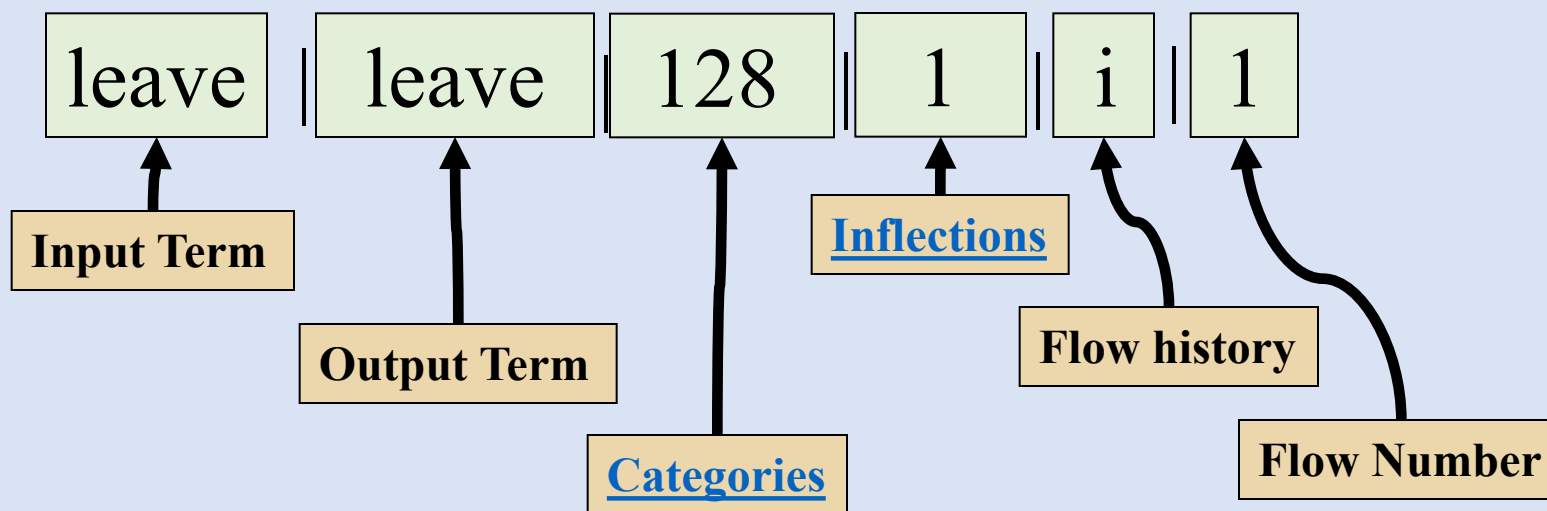 leave | leave | 128 | 1 | i | 1
Input Term
Inflections
Output Term
Flow history
Categories
Flow Number